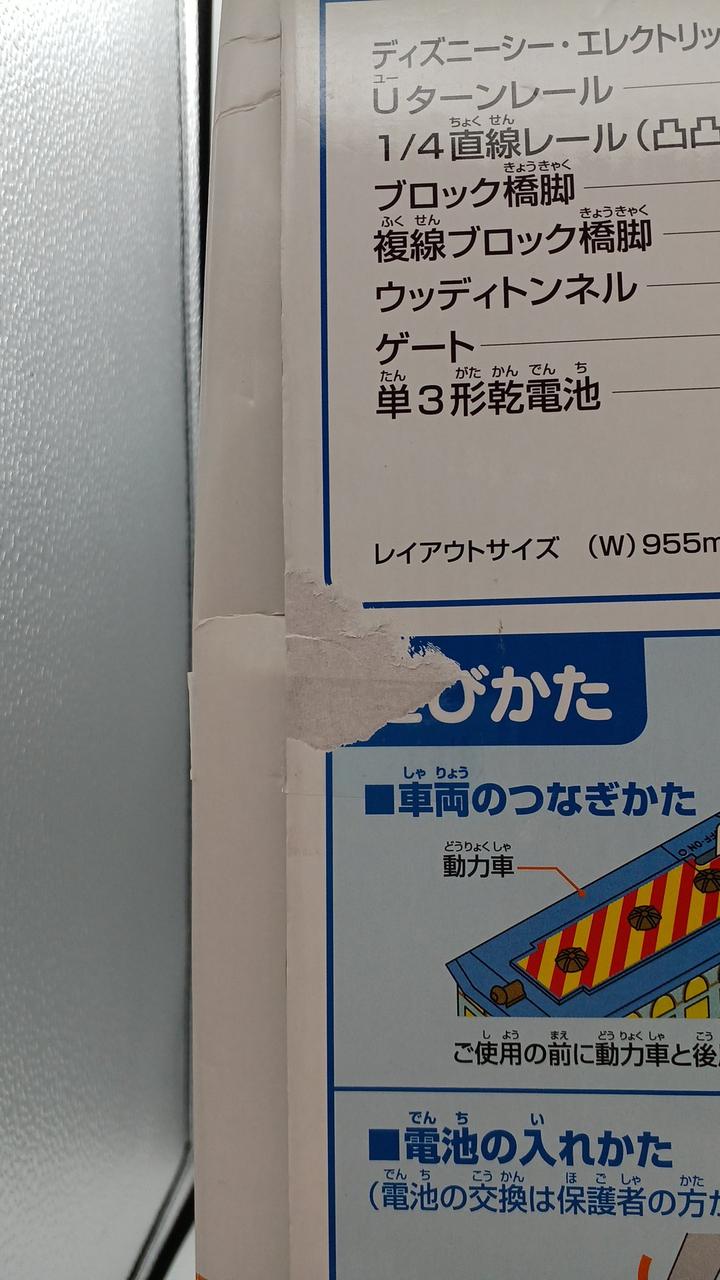 ディズニーシー・エレクトリッ
ユー
Uターンレール
ちょく せん
1/4直線レール(凸凸
きょうきゃく
ブロック橋脚
ふく せん きょうきゃく
複線ブロック橋脚
ウッディトンネル
ゲート
たん がた かん でん ち
単3形乾電池
レイアウトサイズ (W)955m
びかた
しゃ りょう
■車両のつなぎかた
どうりょくしゃ
動力車
OFF-ON
し よう まえ どうりょくしゃ こう
ご使用の前に動力車と後
でん ち い
■電池の入れかた
でん ち こう かん ほ ご しゃ かた
(電池の交換は保護者の方が